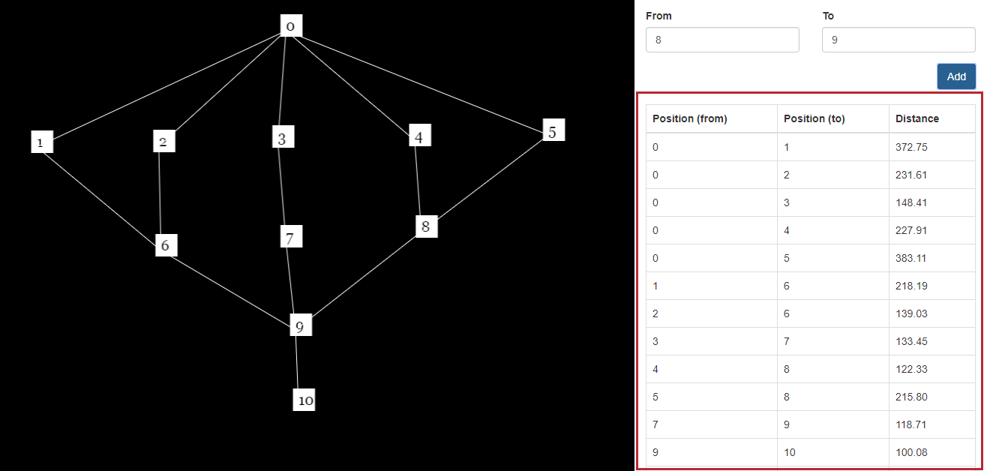 0
1
2
3
4
5
6
7
8
9
10
From To
8 9
Add
Position (from) Position (to) Distance
0 1 372.75
0 2 231.61
0 3 148.41
0 4 227.91
0 5 383.11
1 6 218.19
2 6 139.03
3 7 133.45
4 8 122.33
5 8 215.80
7 9 118.71
9 10 100.08